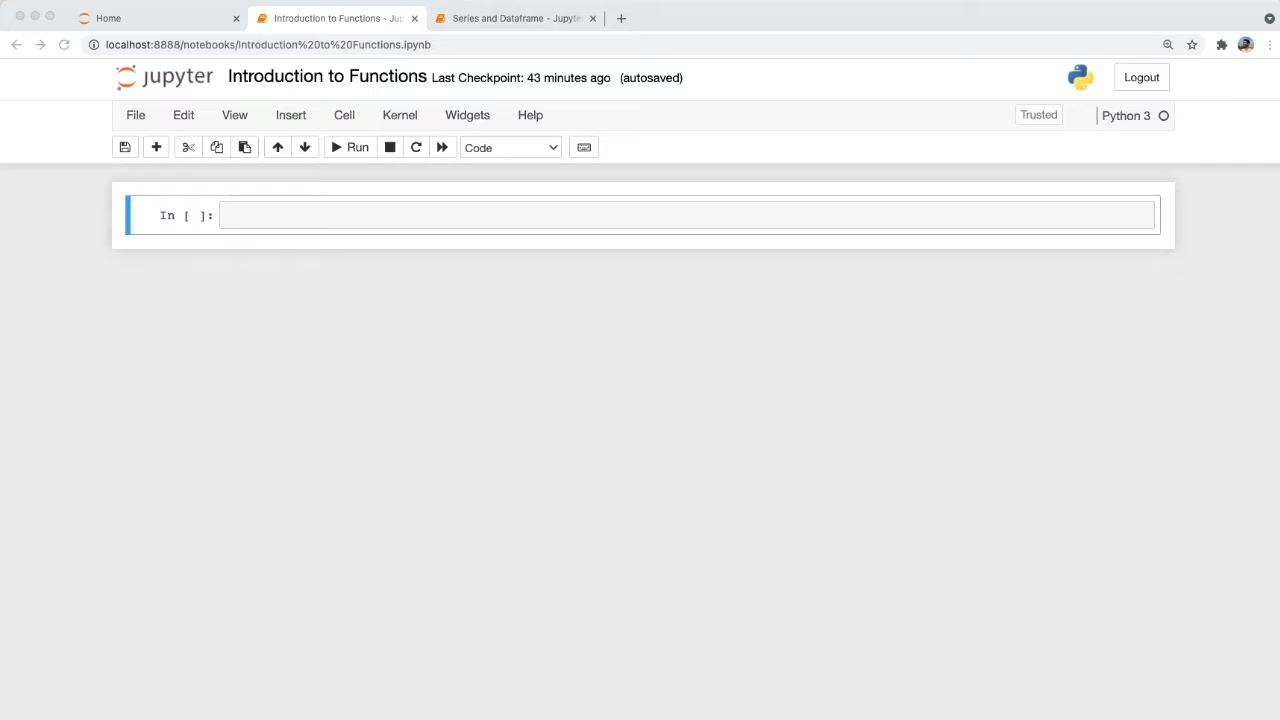 Home
Introduction to Functions - Jup
Series and Dataframe - Jupyte
localhost:8888/notebooks/Introduction%20to%20Functions.ipynb
jupyter Introduction to Functions Last Checkpoint: 43 minutes ago (autosaved)
Logout
File Edit View Insert Cell Kernel Widgets Help
Trusted
Python 3
Run
Code
In [ ]: